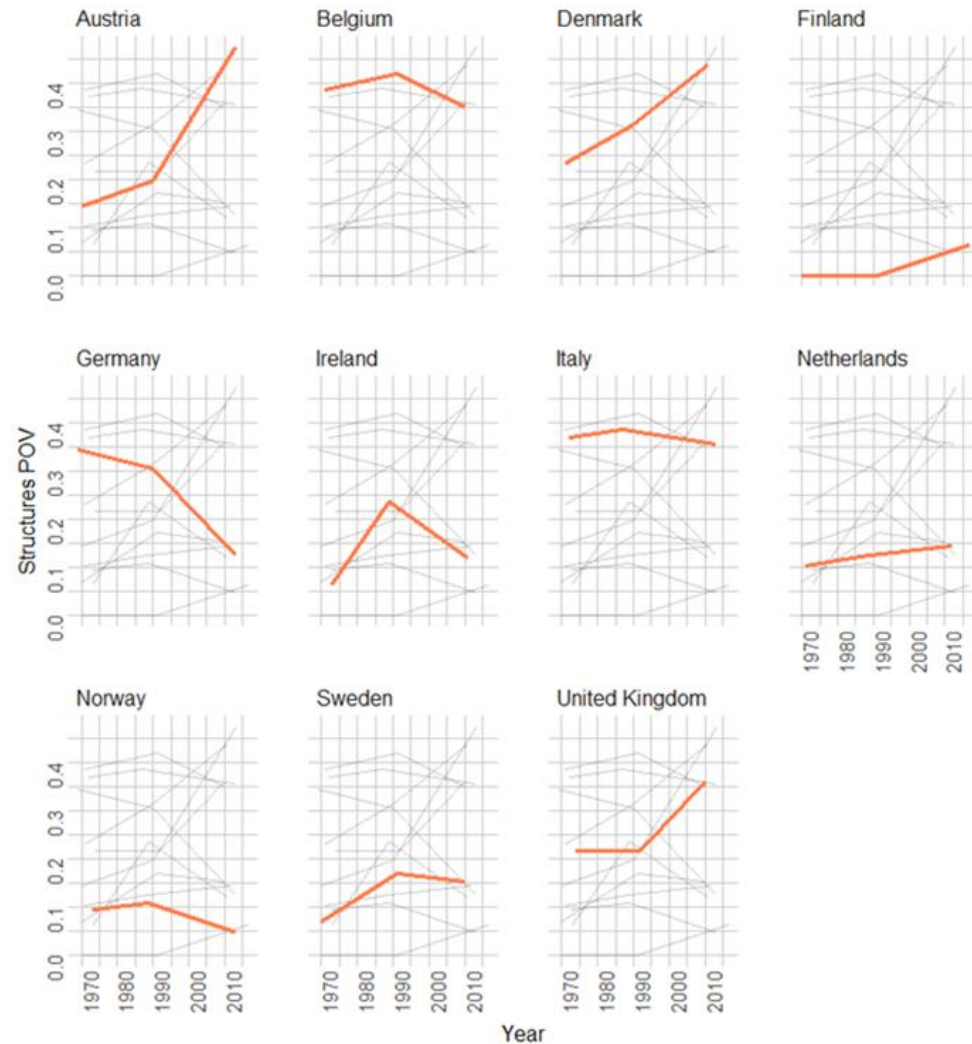 Austria Belgium Denmark Finland
0.4
0.3
0.2
0.1
0.0
Germany Ireland Italy Netherlands
Structures POV
0.4
0.3
0.2
0.1
0.0
1970 1980 1990 2000 2010
Norway Sweden United Kingdom
0.4
0.3
0.2
0.1
0.0
1970 1980 1990 2000 2010 1970 1980 1990 2000 2010 1970 1980 1990 2000 2010
Year